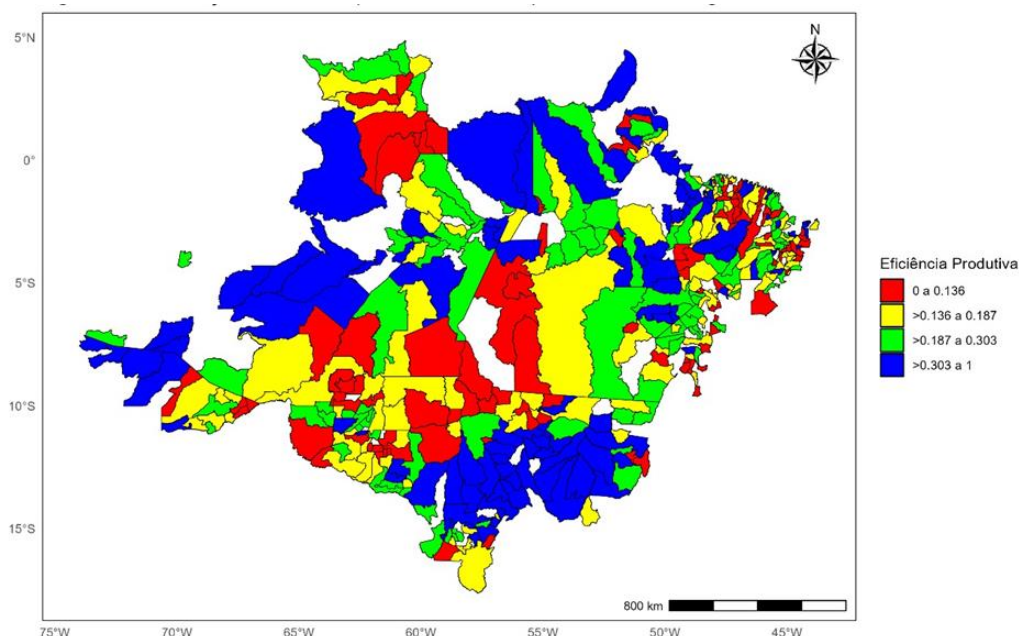 5°N
N
0°
5°S
10°S
15°S
Eficiência Produtiva
0 a 0.136
>0.136 a 0.187
>0.187 a 0.303
>0.303 a 1
800 km
75°W 70°W 65°W 60°W 55°W 50°W 45°W